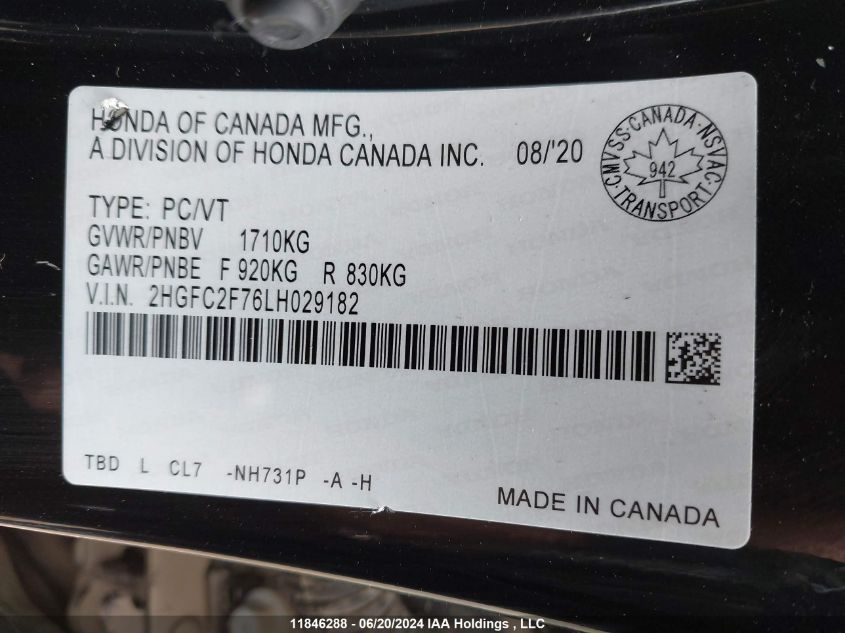 HONDA OF CANADA MFG.,
A DIVISION OF HONDA CANADA INC. 08/'20
CMVSS·CANADA·NSVAC·TRANSPORT·
942
TYPE: PC/VT
GVWR/PNBV 1710KG
GAWR/PNBE F 920KG R 830KG
V.I.N. 2HGFC2F76LH029182
TBD L CL7 -NH731P -A -H
MADE IN CANADA
11846288 - 06/20/2024 IAA Holdings , LLC